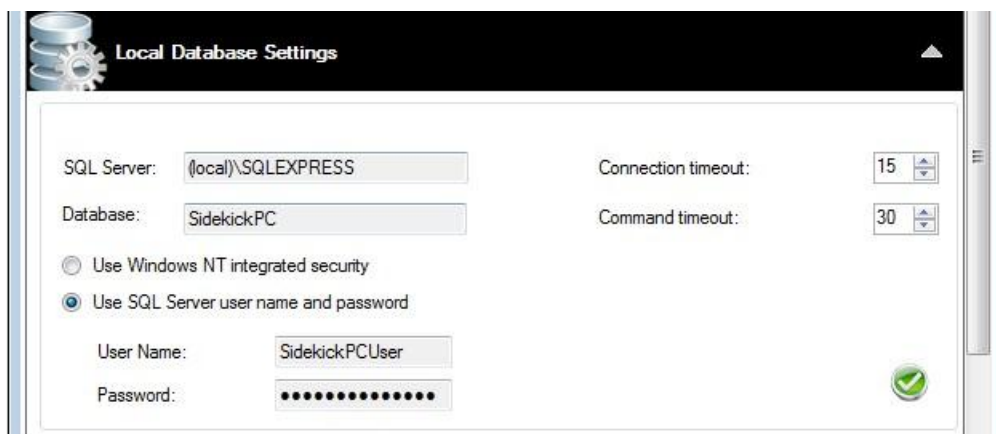 Local Database Settings
SQL Server: (local)\SQLEXPRESS Connection timeout: 15
Database: SidekickPC Command timeout: 30
Use Windows NT integrated security
Use SQL Server user name and password
User Name: SidekickPCUser
Password: ••••••••••••••